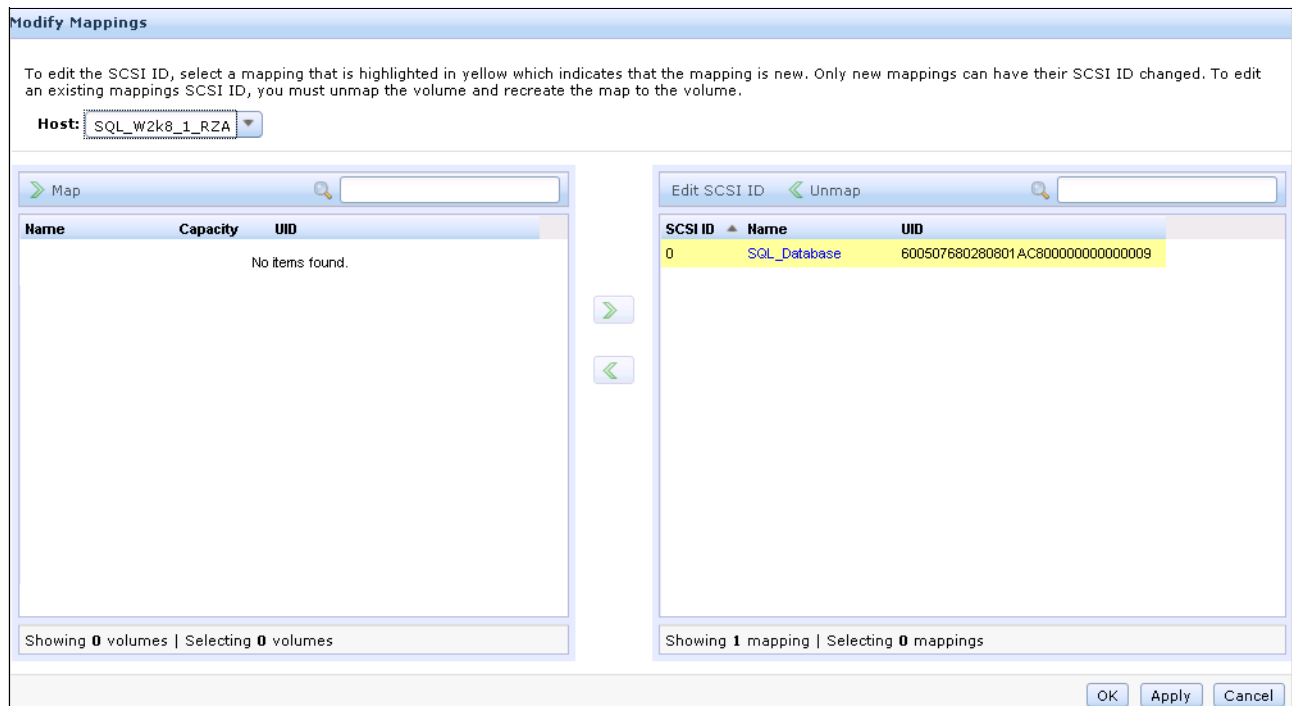 Modify Mappings
To edit the SCSI ID, select a mapping that is highlighted in yellow which indicates that the mapping is new. Only new mappings can have their SCSI ID changed. To edit
an existing mappings SCSI ID, you must unmap the volume and recreate the map to the volume.
Host: SQL_W2k8_1_RZA
Map
Name Capacity UID
No items found.
Showing 0 volumes | Selecting 0 volumes
Edit SCSI ID Unmap
SCSI ID Name UID
0 SQL_Database 600507680280801AC800000000000009
Showing 1 mapping | Selecting 0 mappings
OK Apply Cancel